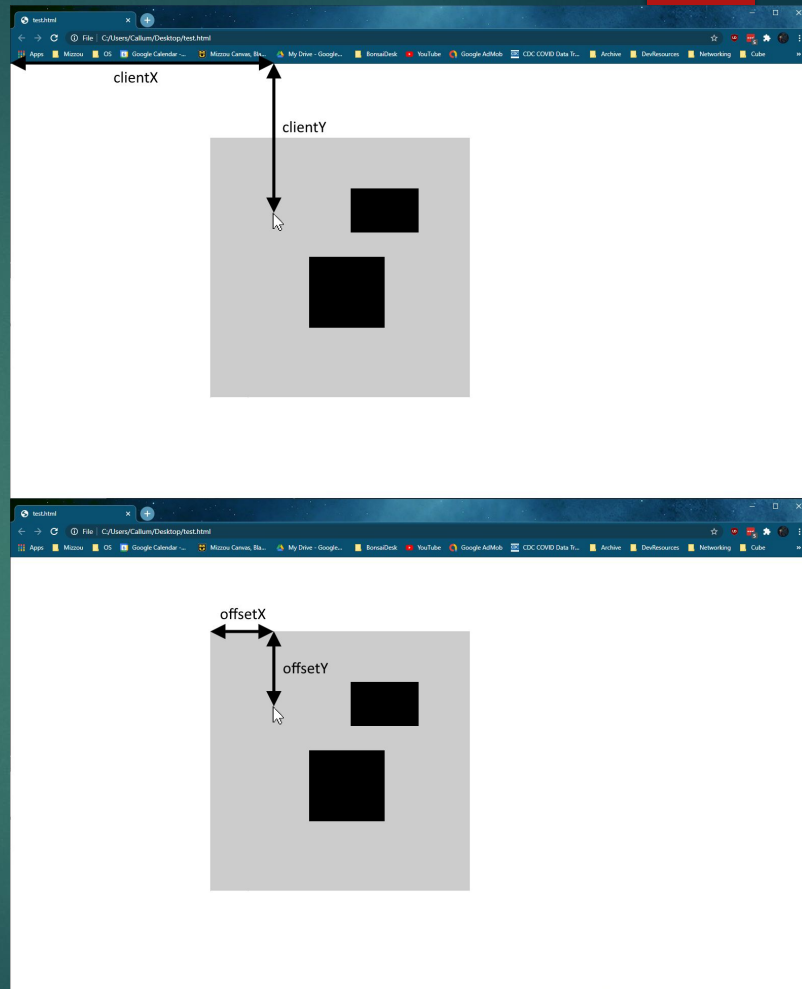 test.html
File | C:/Users/Callum/Desktop/test.html
Apps Mizzou OS Google Calendar -... Mizzou Canvas, Bla... My Drive - Google... BonsaiDesk YouTube Google AdMob CDC COVID Data Tr... Archive DevResources Networking Cube »
clientX
clientY
test.html
File | C:/Users/Callum/Desktop/test.html
Apps Mizzou OS Google Calendar -... Mizzou Canvas, Bla... My Drive - Google... BonsaiDesk YouTube Google AdMob CDC COVID Data Tr... Archive DevResources Networking Cube »
offsetX
offsetY